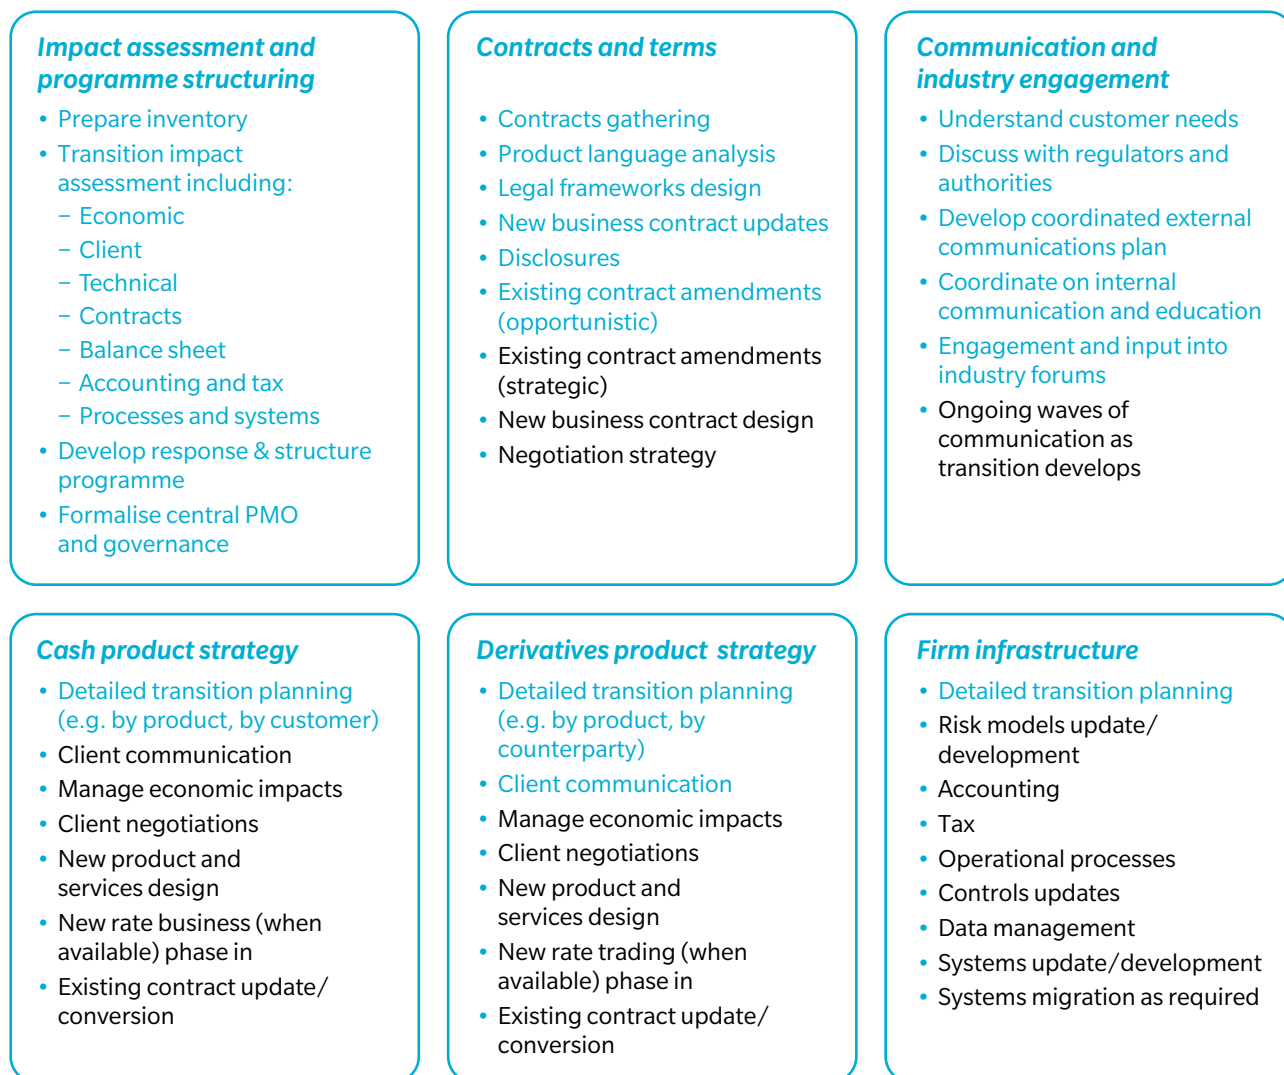 Impact assessment and
programme structuring
• Prepare inventory
• Transition impact
assessment including:
– Economic
– Client
– Technical
– Contracts
– Balance sheet
– Accounting and tax
– Processes and systems
• Develop response & structure
programme
• Formalise central PMO
and governance
Contracts and terms
• Contracts gathering
• Product language analysis
• Legal frameworks design
• New business contract updates
• Disclosures
• Existing contract amendments
(opportunistic)
• Existing contract amendments
(strategic)
• New business contract design
• Negotiation strategy
Communication and
industry engagement
• Understand customer needs
• Discuss with regulators and
authorities
• Develop coordinated external
communications plan
• Coordinate on internal
communication and education
• Engagement and input into
industry forums
• Ongoing waves of
communication as
transition develops
Cash product strategy
• Detailed transition planning
(e.g. by product, by customer)
• Client communication
• Manage economic impacts
• Client negotiations
• New product and
services design
• New rate business (when
available) phase in
• Existing contract update/
conversion
Derivatives product strategy
• Detailed transition planning
(e.g. by product, by
counterparty)
• Client communication
• Manage economic impacts
• Client negotiations
• New product and
services design
• New rate trading (when
available) phase in
• Existing contract update/
conversion
Firm infrastructure
• Detailed transition planning
• Risk models update/
development
• Accounting
• Tax
• Operational processes
• Controls updates
• Data management
• Systems update/development
• Systems migration as required